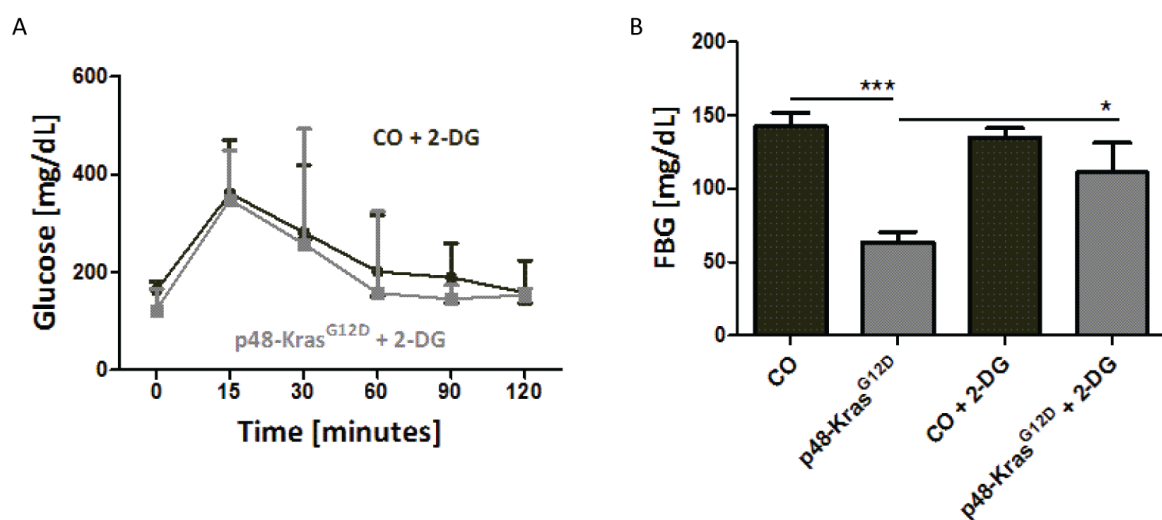 A
Glucose [mg/dL]
600
400
200
0
CO + 2-DG
p48-Kras^G12D + 2-DG
0 15 30 60 90 120
Time [minutes]
B
FBG [mg/dL]
200
150
100
50
0
***
*
CO
p48-Kras^G12D
CO + 2-DG
p48-Kras^G12D + 2-DG